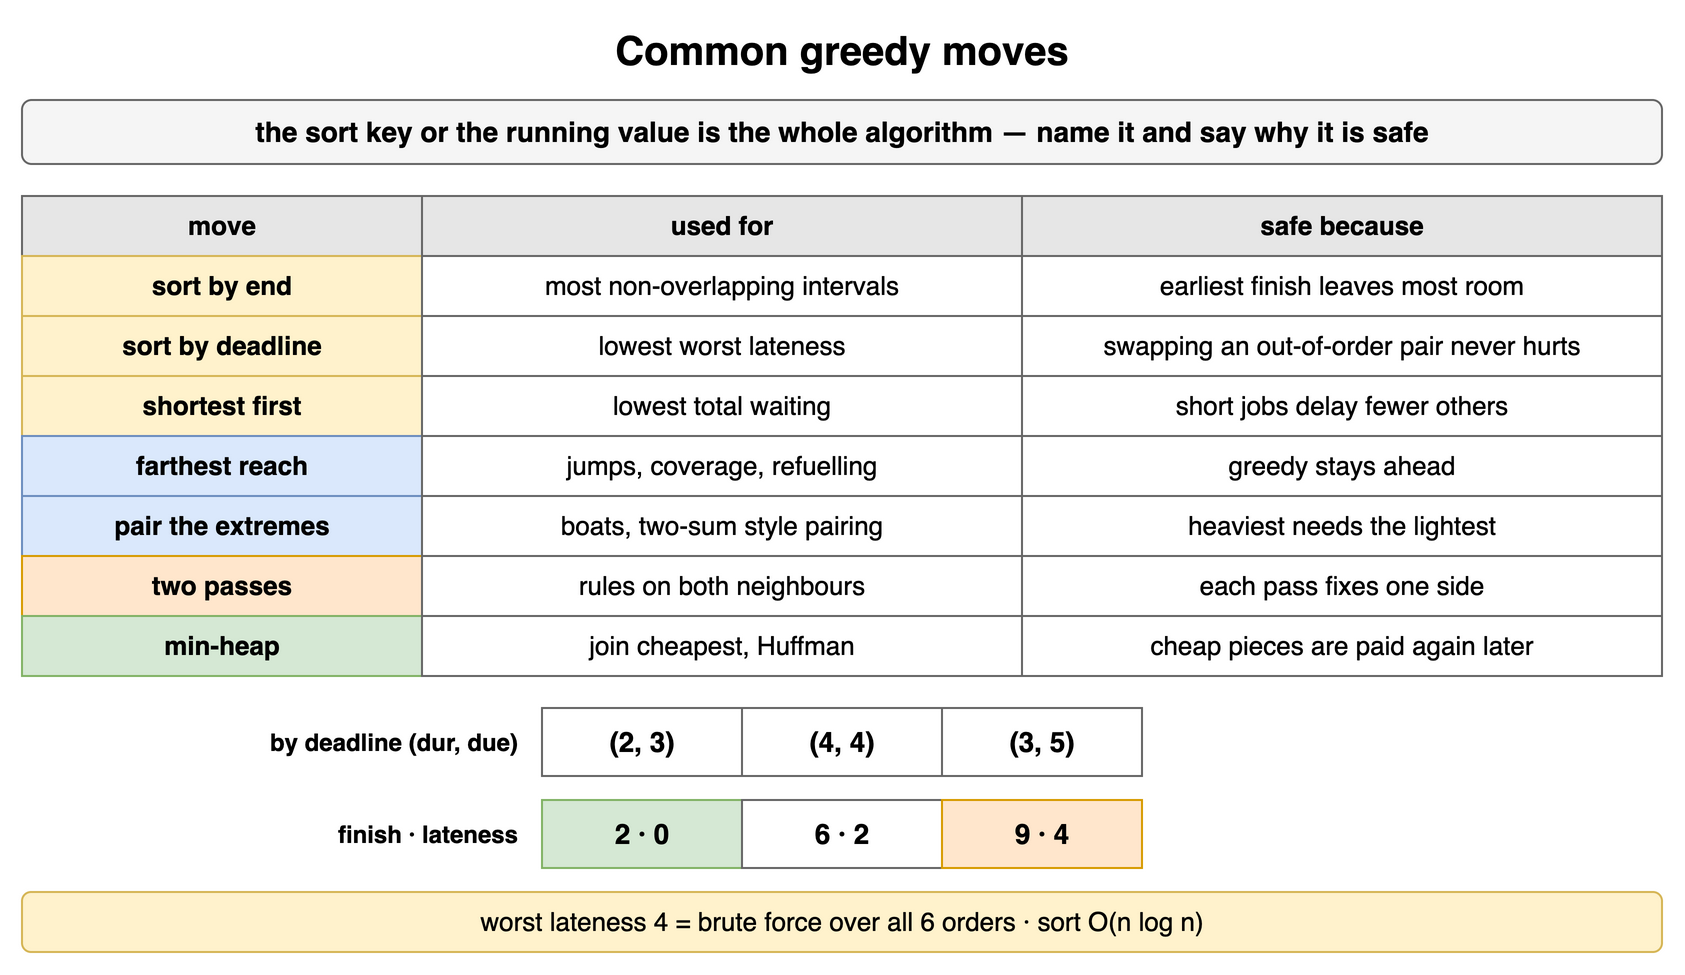 Common greedy moves
the sort key or the running value is the whole algorithm — name it and say why it is safe
move used for safe because
sort by end most non-overlapping intervals earliest finish leaves most room
sort by deadline lowest worst lateness swapping an out-of-order pair never hurts
shortest first lowest total waiting short jobs delay fewer others
farthest reach jumps, coverage, refuelling greedy stays ahead
pair the extremes boats, two-sum style pairing heaviest needs the lightest
two passes rules on both neighbours each pass fixes one side
min-heap join cheapest, Huffman cheap pieces are paid again later
by deadline (dur, due) (2, 3) (4, 4) (3, 5)
finish · lateness 2 · 0 6 · 2 9 · 4
worst lateness 4 = brute force over all 6 orders · sort O(n log n)